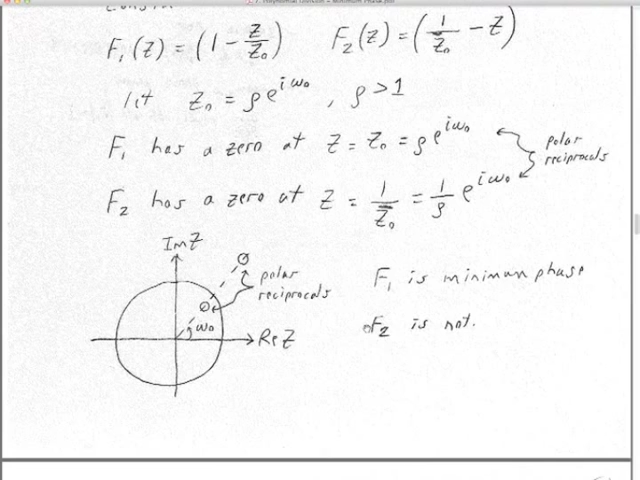 F₁(Z) = (1 - Z/Z₀)   F₂(Z) = (1/Z̄₀ - Z)
let Z₀ = ρe^{iω₀}, ρ > 1
F₁ has a zero at Z = Z₀ = ρe^{iω₀}
polar reciprocals
F₂ has a zero at Z = 1/Z̄₀ = 1/ρ e^{iω₀}
ImZ
polar reciprocals
ω₀
ReZ
F₁ is minimum phase
F₂ is not.